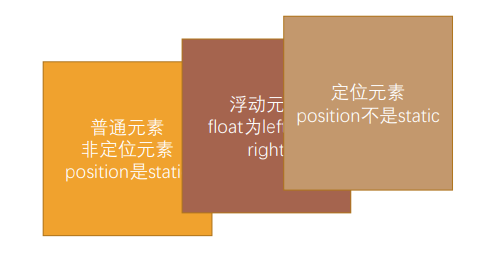 普通元素
非定位元素
position是stati
浮动元
float为left
right
定位元素
position不是static